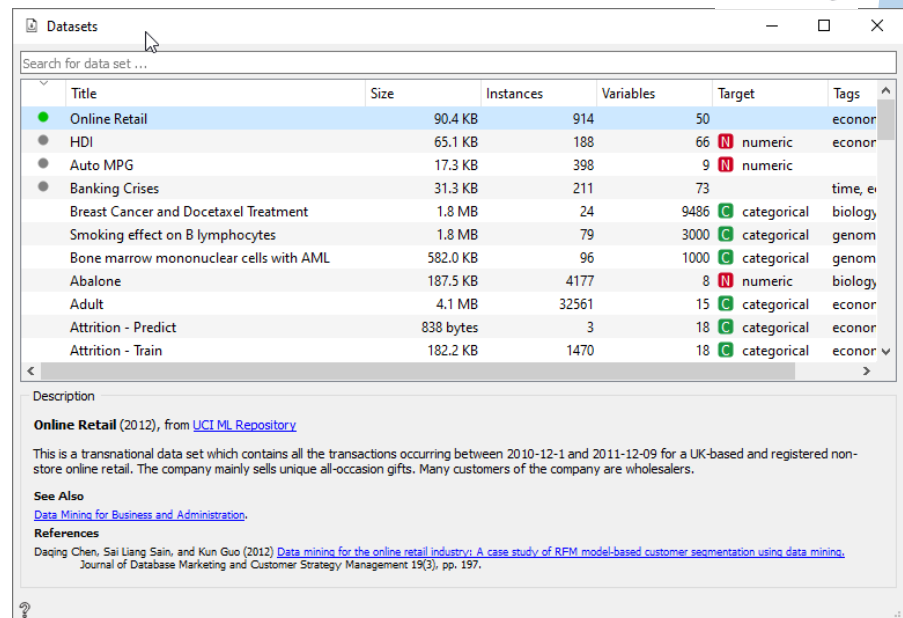 Datasets
Search for data set ...
Title Size Instances Variables Target Tags
Online Retail 90.4 KB 914 50 econor
HDI 65.1 KB 188 66 N numeric econor
Auto MPG 17.3 KB 398 9 N numeric
Banking Crises 31.3 KB 211 73 time, e
Breast Cancer and Docetaxel Treatment 1.8 MB 24 9486 C categorical biology
Smoking effect on B lymphocytes 1.8 MB 79 3000 C categorical genom
Bone marrow mononuclear cells with AML 582.0 KB 96 1000 C categorical genom
Abalone 187.5 KB 4177 8 N numeric biology
Adult 4.1 MB 32561 15 C categorical econor
Attrition - Predict 838 bytes 3 18 C categorical econor
Attrition - Train 182.2 KB 1470 18 C categorical econor
Description
Online Retail (2012), from UCI ML Repository
This is a transnational data set which contains all the transactions occurring between 2010-12-1 and 2011-12-09 for a UK-based and registered non-
store online retail. The company mainly sells unique all-occasion gifts. Many customers of the company are wholesalers.
See Also
Data Mining for Business and Administration.
References
Daqing Chen, Sai Liang Sain, and Kun Guo (2012) Data mining for the online retail industry: A case study of RFM model-based customer segmentation using data mining.
Journal of Database Marketing and Customer Strategy Management 19(3), pp. 197.
?